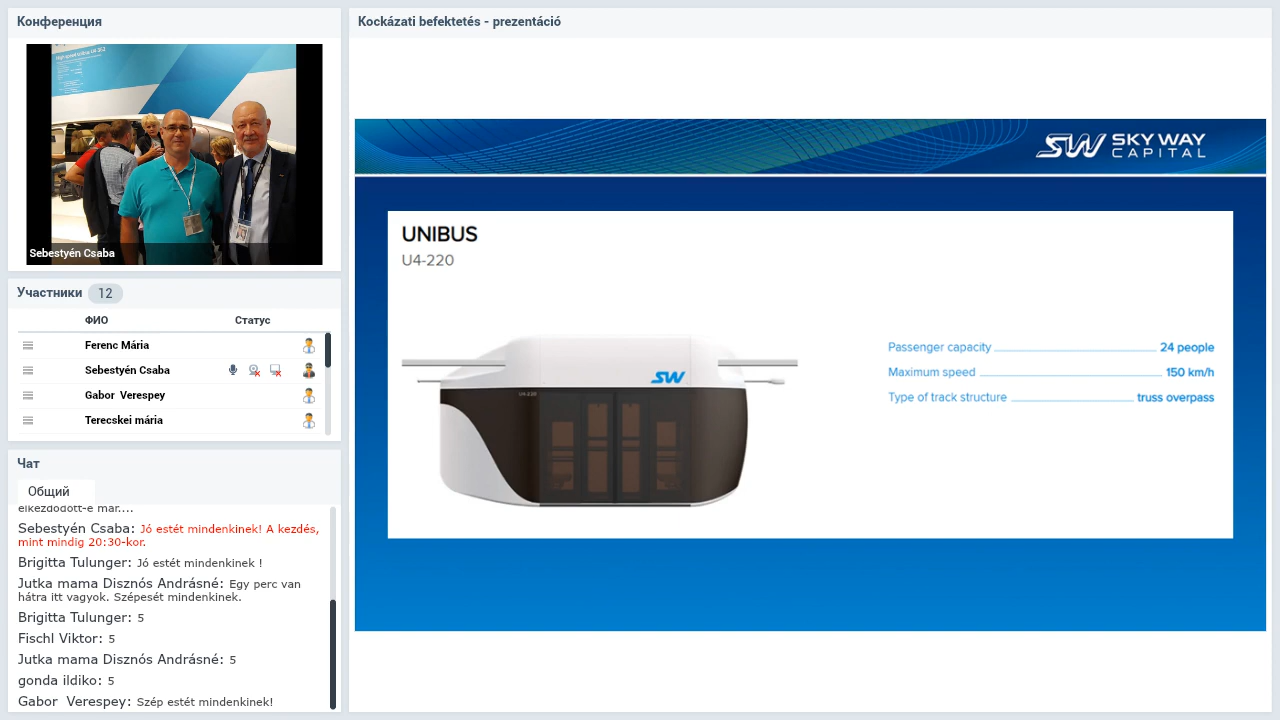 Конференция
Sebestyén Csaba
Участники 12
ФИО Статус
Ferenc Mária
Sebestyén Csaba
Gabor Verespey
Terecskei mária
Чат
Общий
elkezdődött-e már....
Sebestyén Csaba: Jó estét mindenkinek! A kezdés,
mint mindig 20:30-kor.
Brigitta Tulunger: Jó estét mindenkinek !
Jutka mama Disznós Andrásné: Egy perc van
hátra itt vagyok. Szépesét mindenkinek.
Brigitta Tulunger: 5
Fischl Viktor: 5
Jutka mama Disznós Andrásné: 5
gonda ildiko: 5
Gabor Verespey: Szép estét mindenkinek!
Kockázati befektetés - prezentáció
SW SKY WAY
CAPITAL
UNIBUS
U4-220
SW
Passenger capacity 24 people
Maximum speed 150 km/h
Type of track structure truss overpass